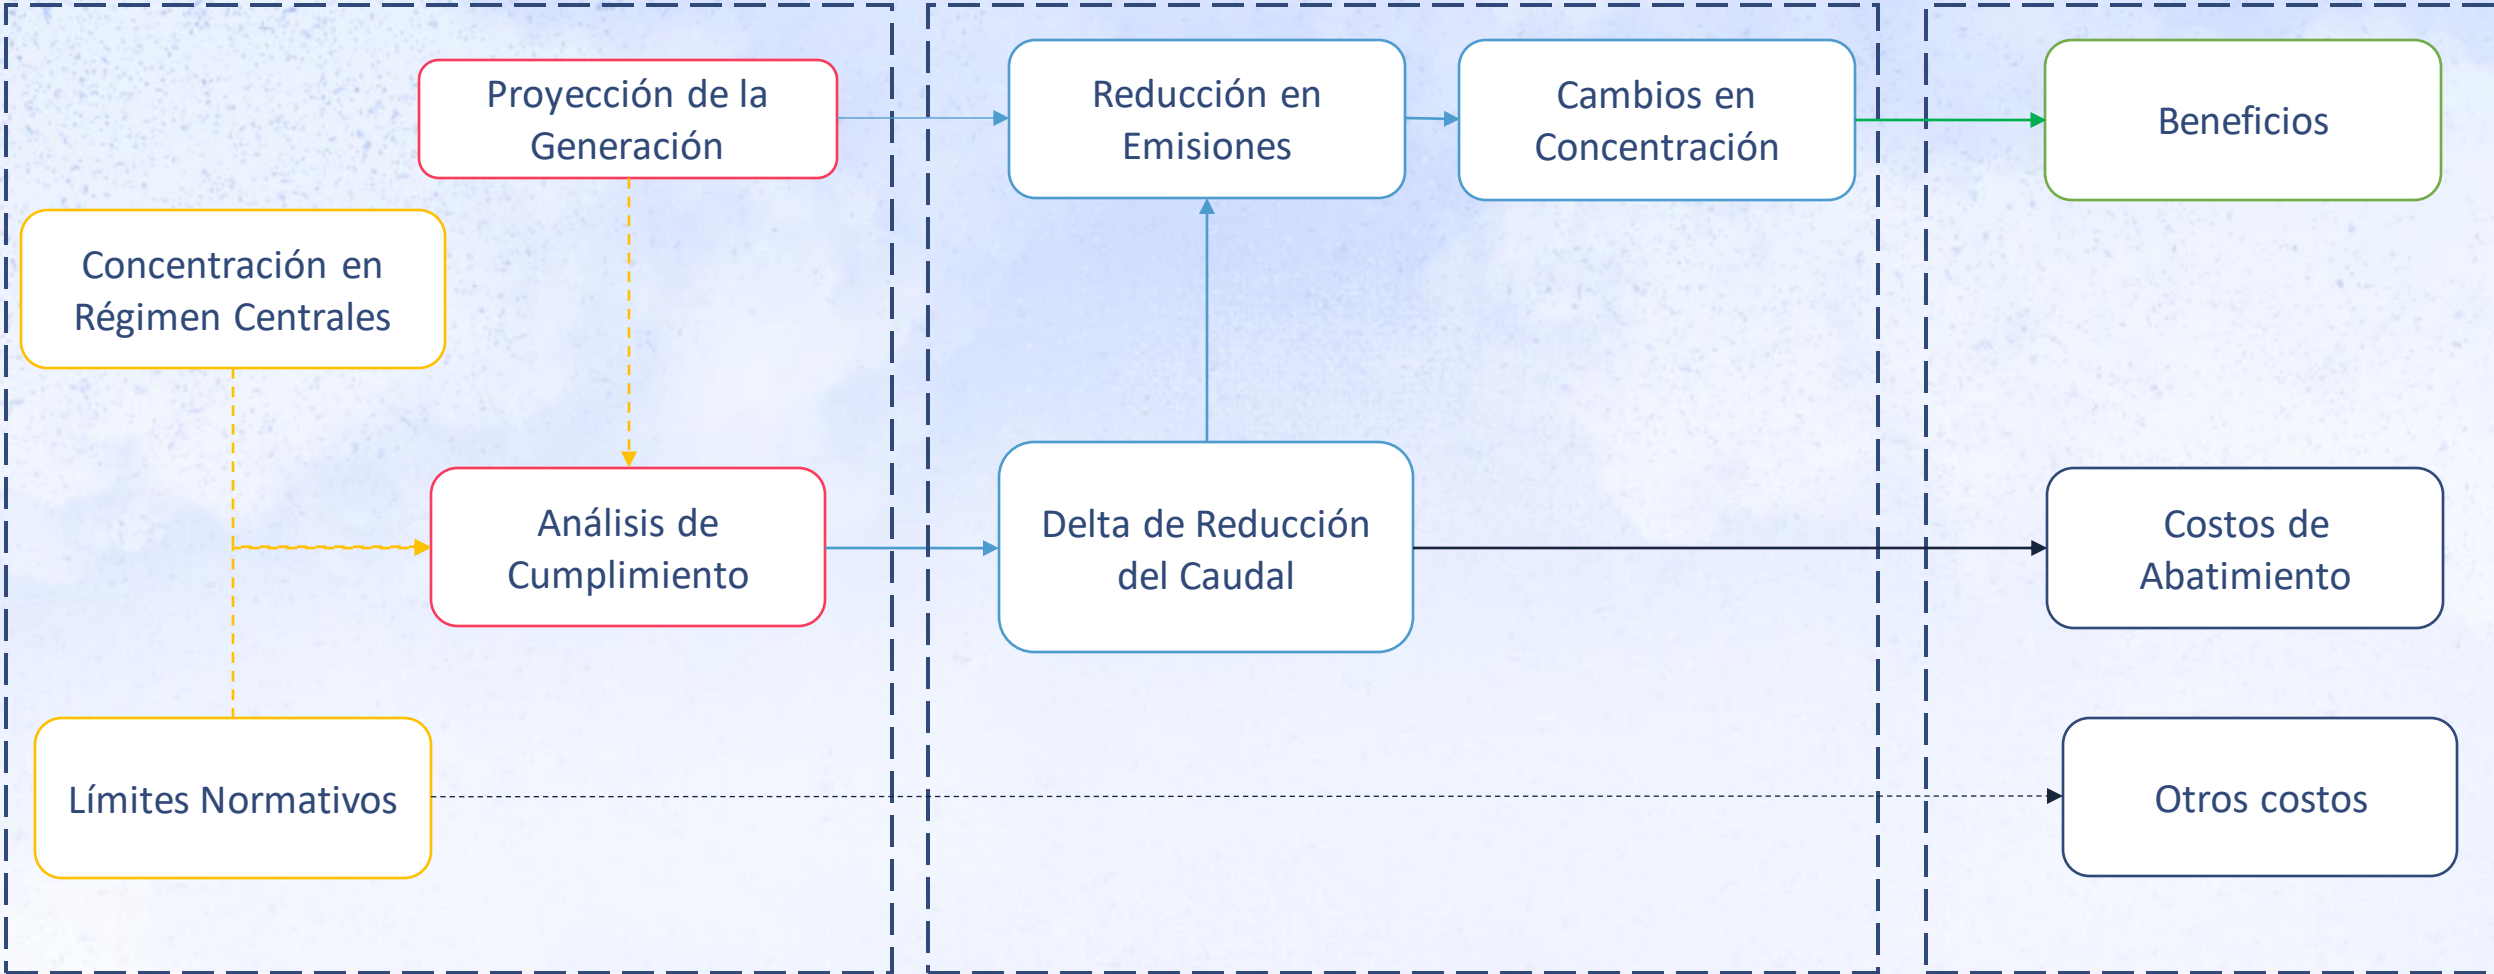 Proyección de la
Generación
Concentración en
Régimen Centrales
Análisis de
Cumplimiento
Límites Normativos
Reducción en
Emisiones
Cambios en
Concentración
Delta de Reducción
del Caudal
Beneficios
Costos de
Abatimiento
Otros costos